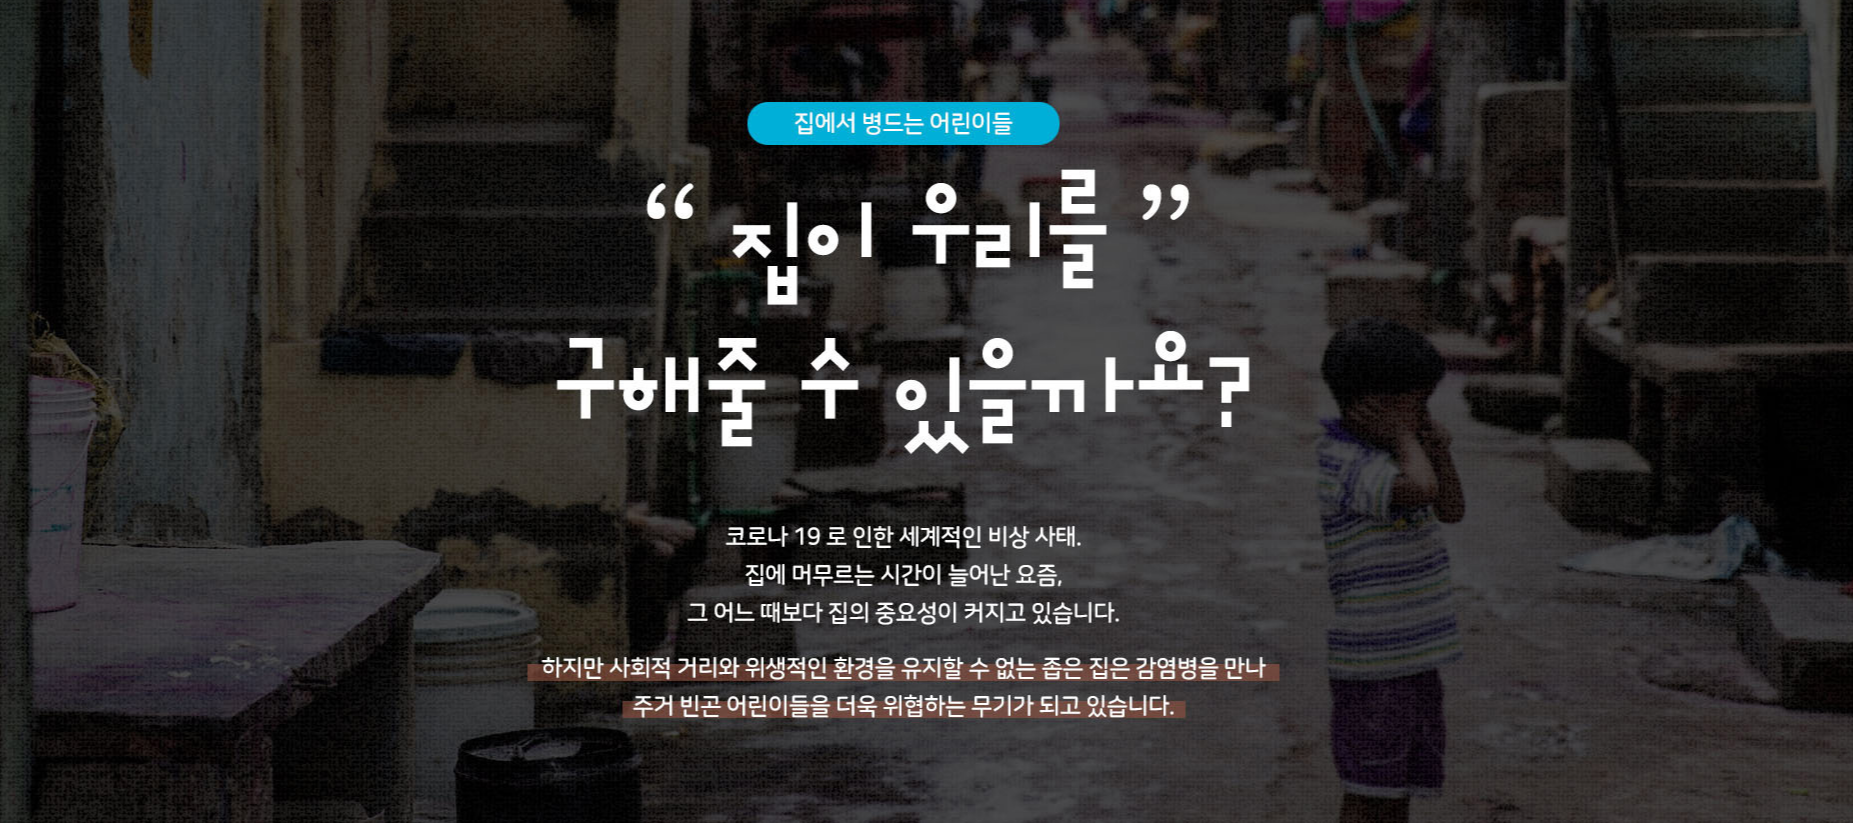 집에서 병드는 어린이들
“ 집이 우리를 ”
구해줄 수 있을까요?
코로나 19 로 인한 세계적인 비상 사태.
집에 머무르는 시간이 늘어난 요즘,
그 어느 때보다 집의 중요성이 커지고 있습니다.
하지만 사회적 거리와 위생적인 환경을 유지할 수 없는 좁은 집은 감염병을 만나
주거 빈곤 어린이들을 더욱 위협하는 무기가 되고 있습니다.